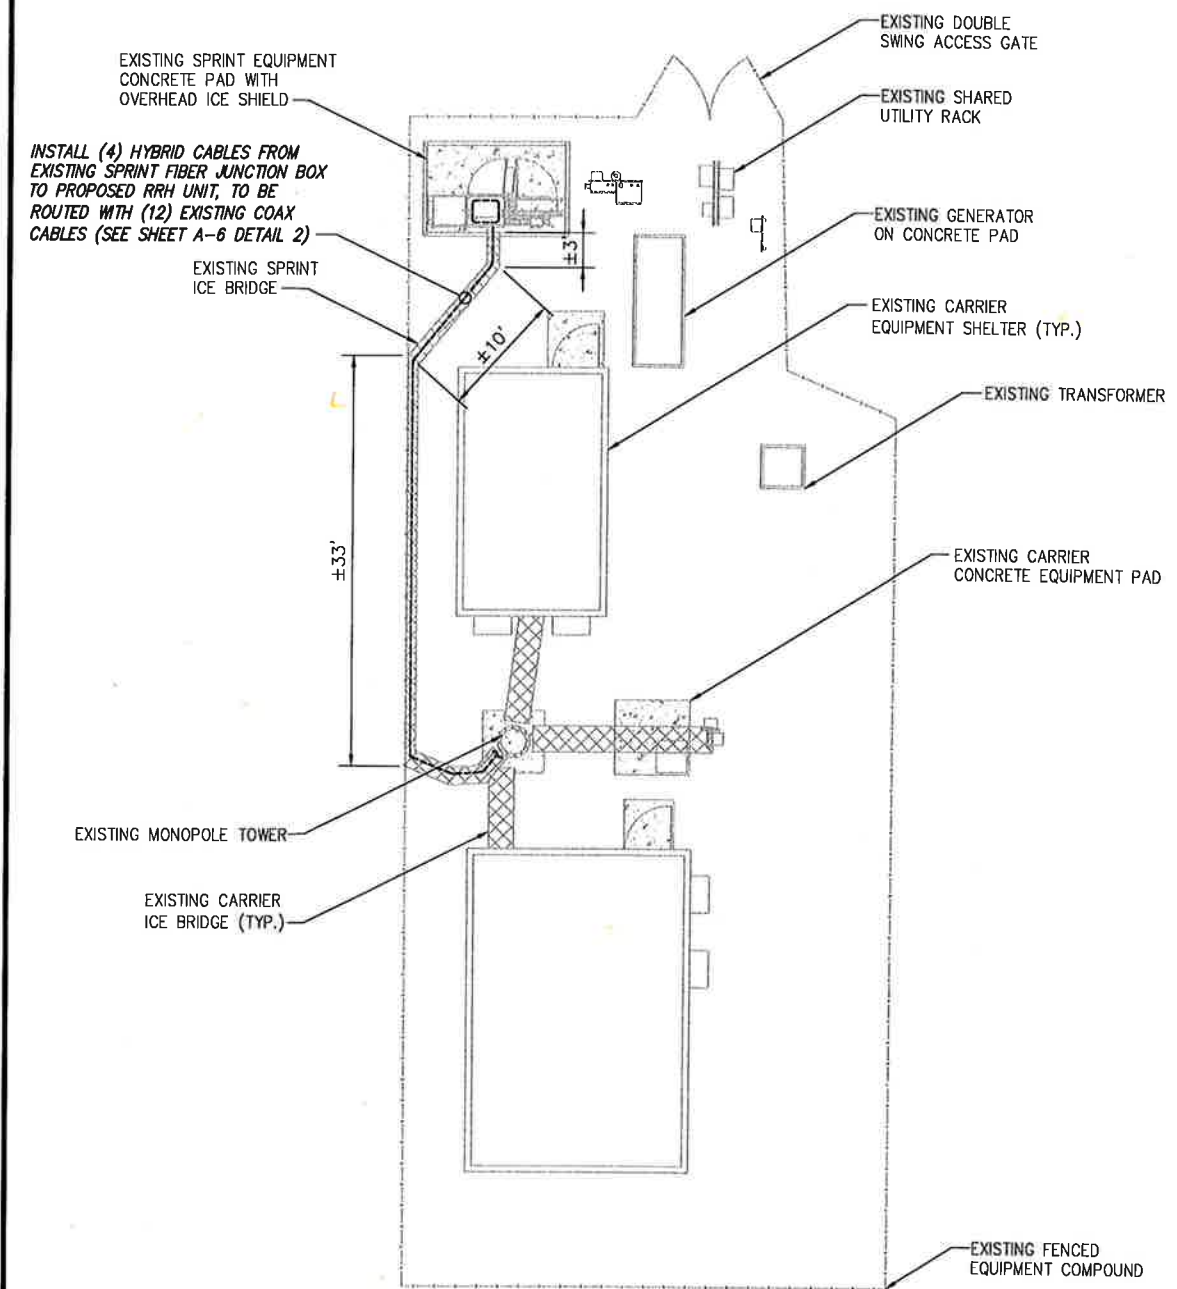 EXISTING DOUBLE
SWING ACCESS GATE
EXISTING SPRINT EQUIPMENT
CONCRETE PAD WITH
OVERHEAD ICE SHIELD
EXISTING SHARED
UTILITY RACK
INSTALL (4) HYBRID CABLES FROM
EXISTING SPRINT FIBER JUNCTION BOX
TO PROPOSED RRH UNIT, TO BE
ROUTED WITH (12) EXISTING COAX
CABLES (SEE SHEET A-6 DETAIL 2)
EXISTING GENERATOR
ON CONCRETE PAD
±3'
EXISTING SPRINT
ICE BRIDGE
EXISTING CARRIER
EQUIPMENT SHELTER (TYP.)
±10'
EXISTING TRANSFORMER
±33'
EXISTING CARRIER
CONCRETE EQUIPMENT PAD
EXISTING MONOPOLE TOWER
EXISTING CARRIER
ICE BRIDGE (TYP.)
EXISTING FENCED
EQUIPMENT COMPOUND